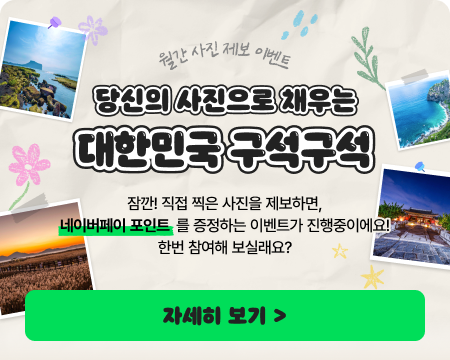 월간 사진 제보 이벤트
당신의 사진으로 채우는
대한민국 구석구석
잠깐! 직접 찍은 사진을 제보하면,
네이버페이 포인트 를 증정하는 이벤트가 진행중이에요!
한번 참여해 보실래요?
자세히 보기 >